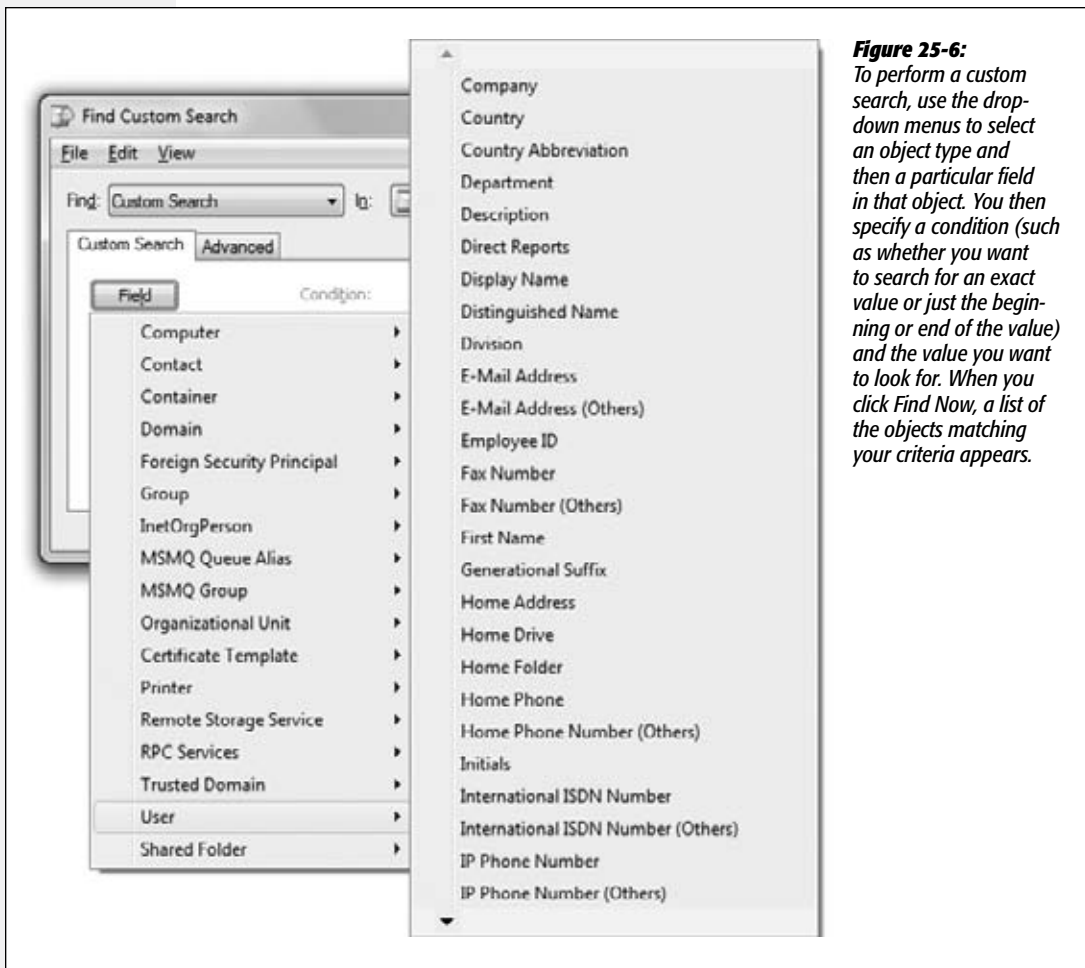 Find Custom Search
File Edit View
Find: Custom Search In:
Custom Search Advanced
Field Condition:
Computer
Contact
Container
Domain
Foreign Security Principal
Group
InetOrgPerson
MSMQ Queue Alias
MSMQ Group
Organizational Unit
Certificate Template
Printer
Remote Storage Service
RPC Services
Trusted Domain
User
Shared Folder
Company
Country
Country Abbreviation
Department
Description
Direct Reports
Display Name
Distinguished Name
Division
E-Mail Address
E-Mail Address (Others)
Employee ID
Fax Number
Fax Number (Others)
First Name
Generational Suffix
Home Address
Home Drive
Home Folder
Home Phone
Home Phone Number (Others)
Initials
International ISDN Number
International ISDN Number (Others)
IP Phone Number
IP Phone Number (Others)
Figure 25-6:
To perform a custom
search, use the drop-
down menus to select
an object type and
then a particular field
in that object. You then
specify a condition (such
as whether you want
to search for an exact
value or just the begin-
ning or end of the value)
and the value you want
to look for. When you
click Find Now, a list of
the objects matching
your criteria appears.